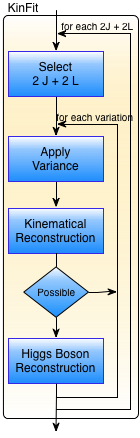 KinFit
for each 2J + 2L
Select
2 J + 2 L
for each variation
Apply
Variance
Kinematical
Reconstruction
Possible
Higgs Boson
Reconstruction